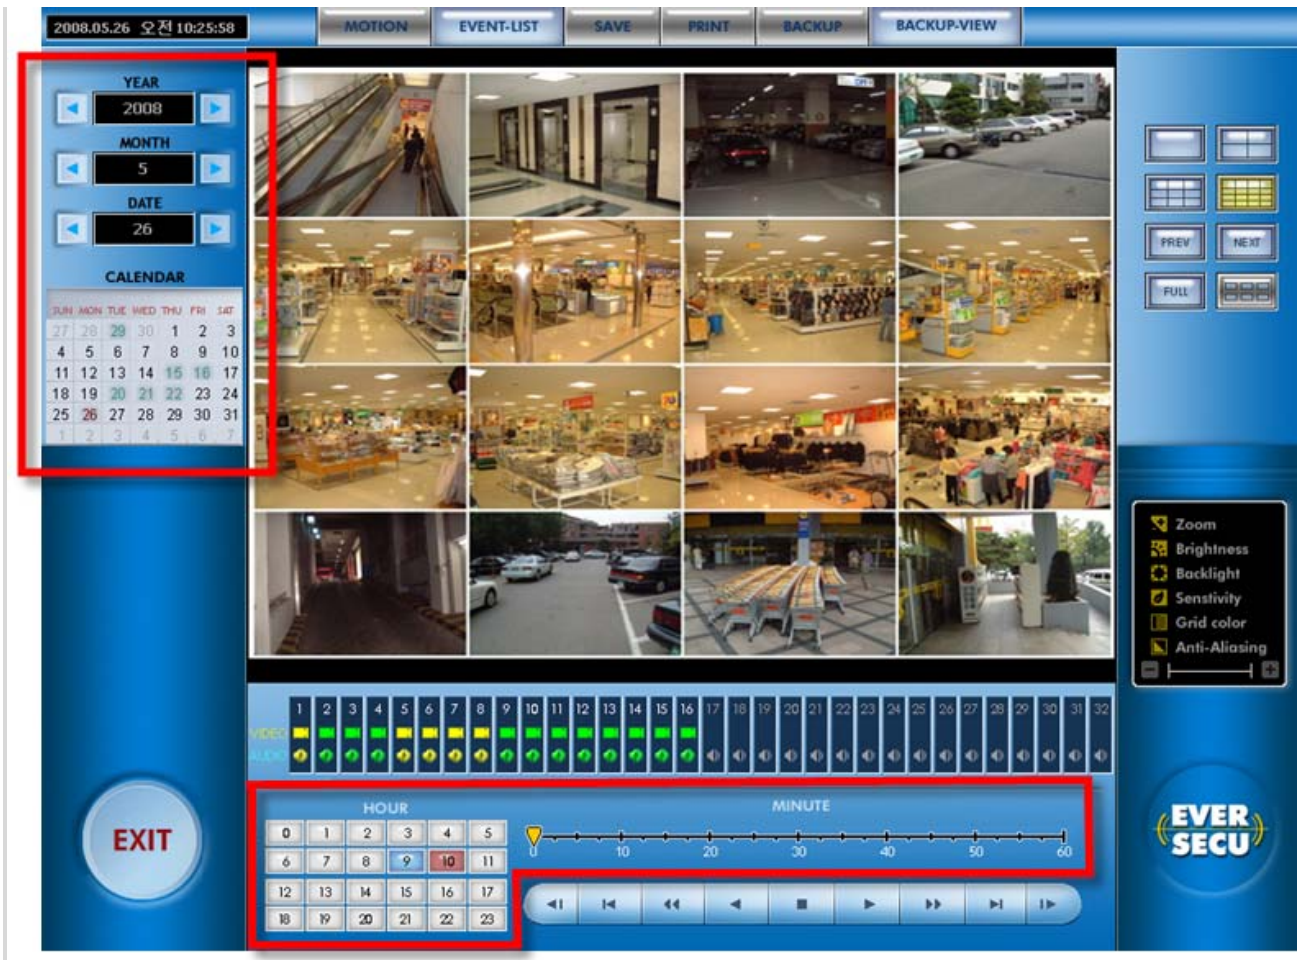 2008.05.26 오전 10:25:58
MOTION EVENT-LIST SAVE PRINT BACKUP BACKUP-VIEW
YEAR
2008
MONTH
5
DATE
26
CALENDAR
SUN MON TUE WED THU FRI SAT
27 28 29 30 1 2 3
4 5 6 7 8 9 10
11 12 13 14 15 16 17
18 19 20 21 22 23 24
25 26 27 28 29 30 31
1 2 3 4 5 6 7
PREV NEXT
FULL
Zoom
Brightness
Backlight
Senstivity
Grid color
Anti-Aliasing
1 2 3 4 5 6 7 8 9 10 11 12 13 14 15 16 17 18 19 20 21 22 23 24 25 26 27 28 29 30 31 32
VIDEO
AUDIO
HOUR
0 1 2 3 4 5
6 7 8 9 10 11
12 13 14 15 16 17
18 19 20 21 22 23
MINUTE
0 10 20 30 40 50 60
EXIT
EVER
SECU